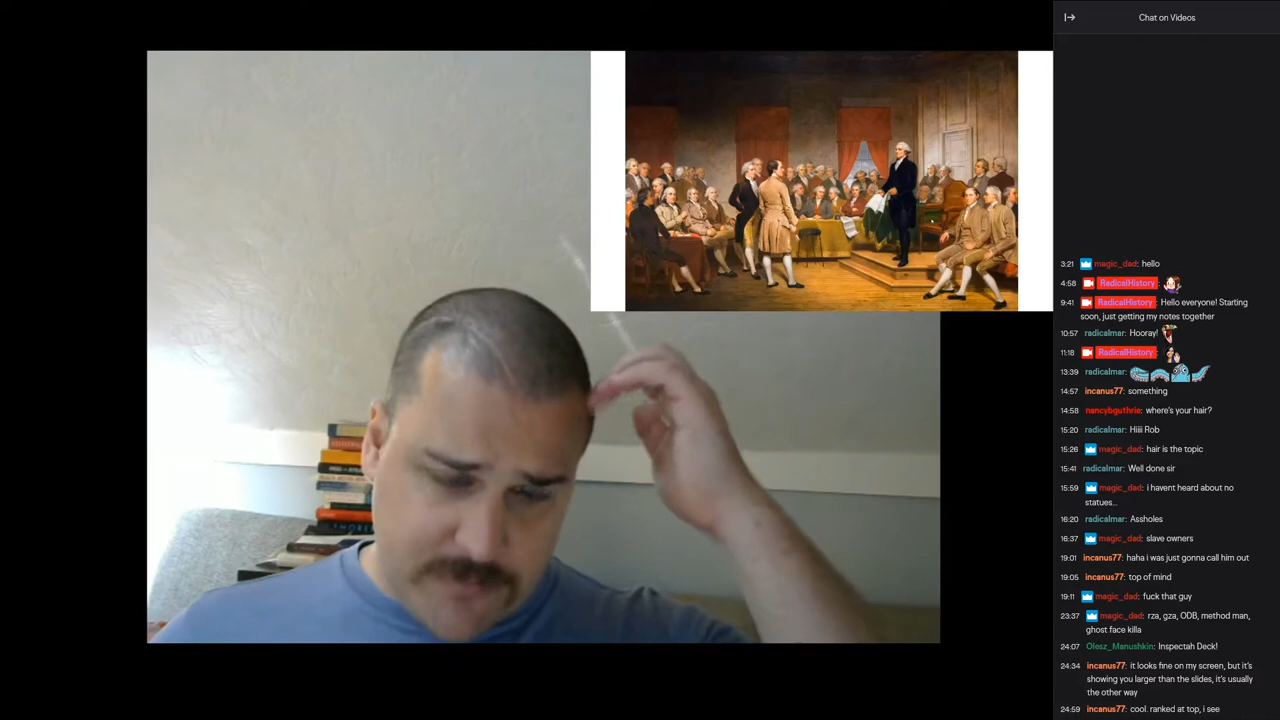 Chat on Videos
3:21 magic_dad: hello
4:58 RadicalHistory:
9:41 RadicalHistory: Hello everyone! Starting
soon, just getting my notes together
10:57 radicalmar: Hooray!
11:18 RadicalHistory:
13:39 radicalmar:
14:57 incanus77: something
14:58 nancybguthrie: where's your hair?
15:20 radicalmar: Hiiii Rob
15:26 magic_dad: hair is the topic
15:41 radicalmar: Well done sir
15:59 magic_dad: i havent heard about no
statues...
16:20 radicalmar: Assholes
16:37 magic_dad: slave owners
19:01 incanus77: haha i was just gonna call him out
19:05 incanus77: top of mind
19:11 magic_dad: fuck that guy
23:37 magic_dad: rza, gza, ODB, method man,
ghost face killa
24:07 Olesz_Manushkin: Inspectah Deck!
24:34 incanus77: it looks fine on my screen, but it's
showing you larger than the slides, it's usually
the other way
24:59 incanus77: cool. ranked at top, i see